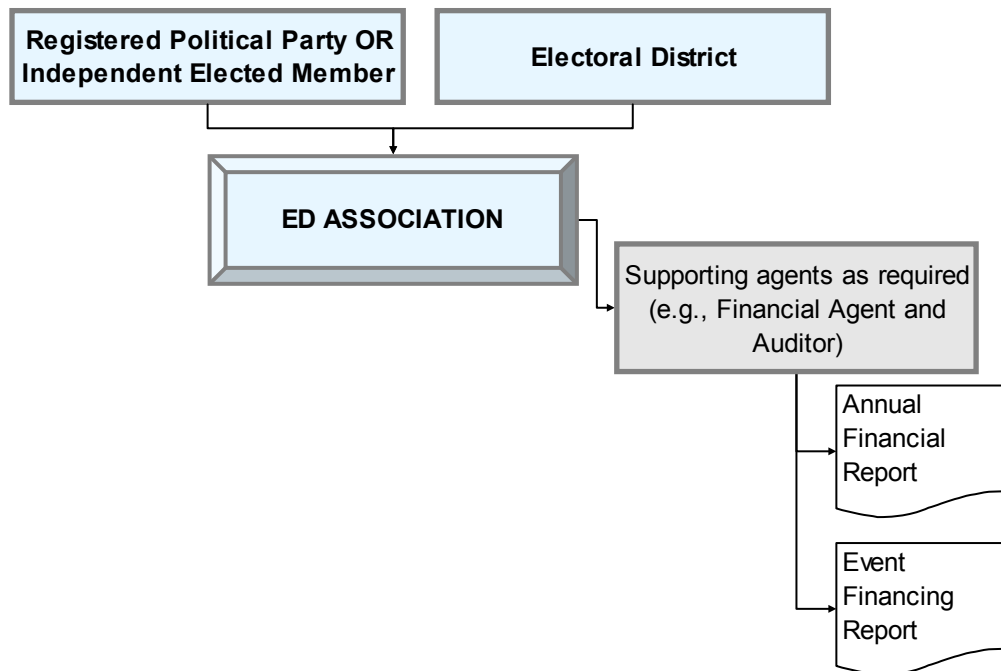 Registered Political Party OR
Independent Elected Member
Electoral District
ED ASSOCIATION
Supporting agents as required
(e.g., Financial Agent and
Auditor)
Annual
Financial
Report
Event
Financing
Report